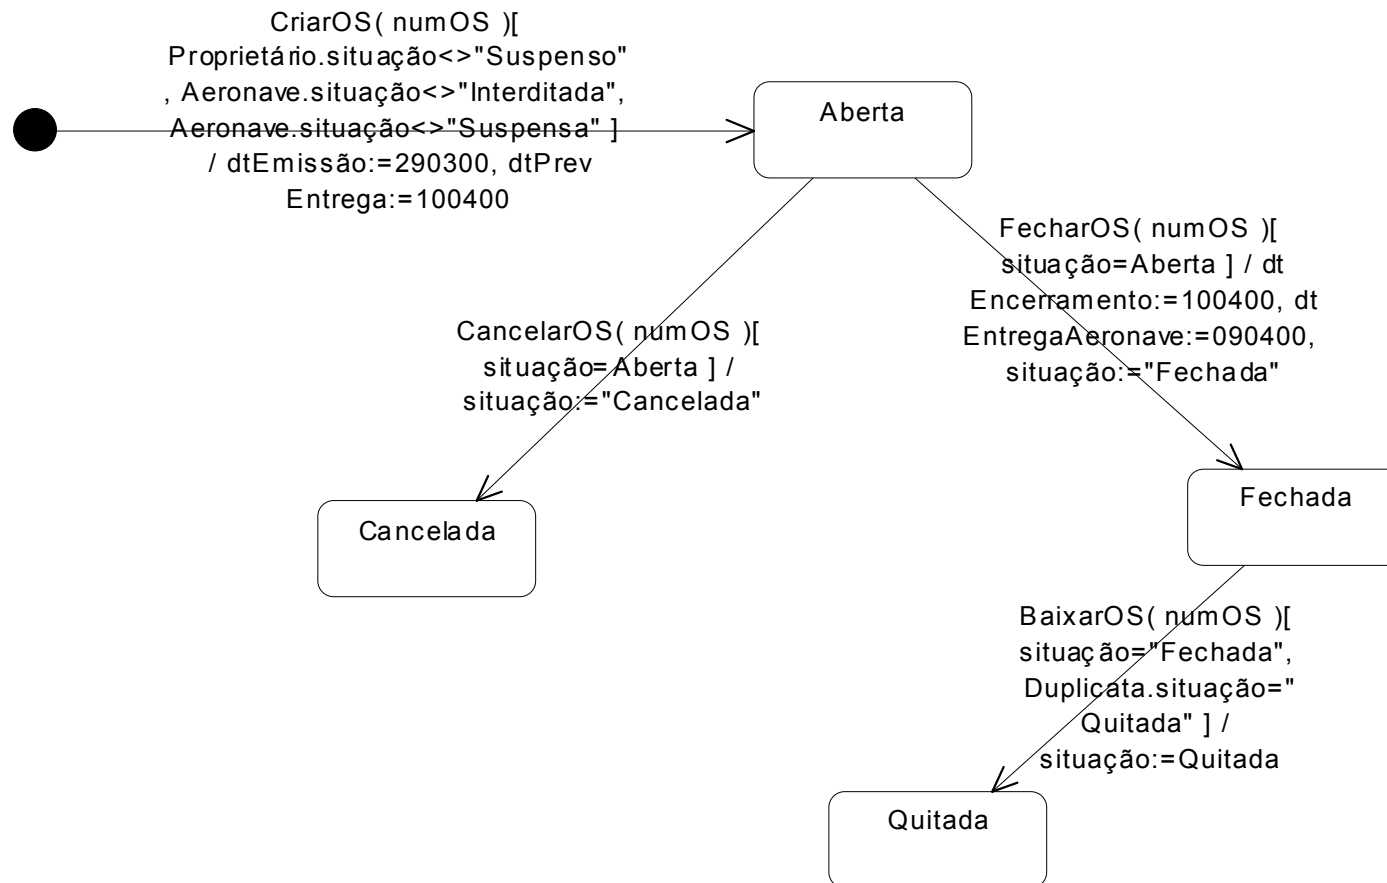 CriarOS( numOS )[
Proprietário.situação<>"Suspenso"
, Aeronave.situação<>"Interditada",
Aeronave.situação<>"Suspensa" ]
/ dtEmissão:=290300, dtPrev
Entrega:=100400
Aberta
FecharOS( numOS )[
situação=Aberta ] / dt
Encerramento:=100400, dt
EntregaAeronave:=090400,
situação:="Fechada"
CancelarOS( numOS )[
situação=Aberta ] /
situação:="Cancelada"
Cancelada
Fechada
BaixarOS( numOS )[
situação="Fechada",
Duplicata.situação="
Quitada" ] /
situação:=Quitada
Quitada